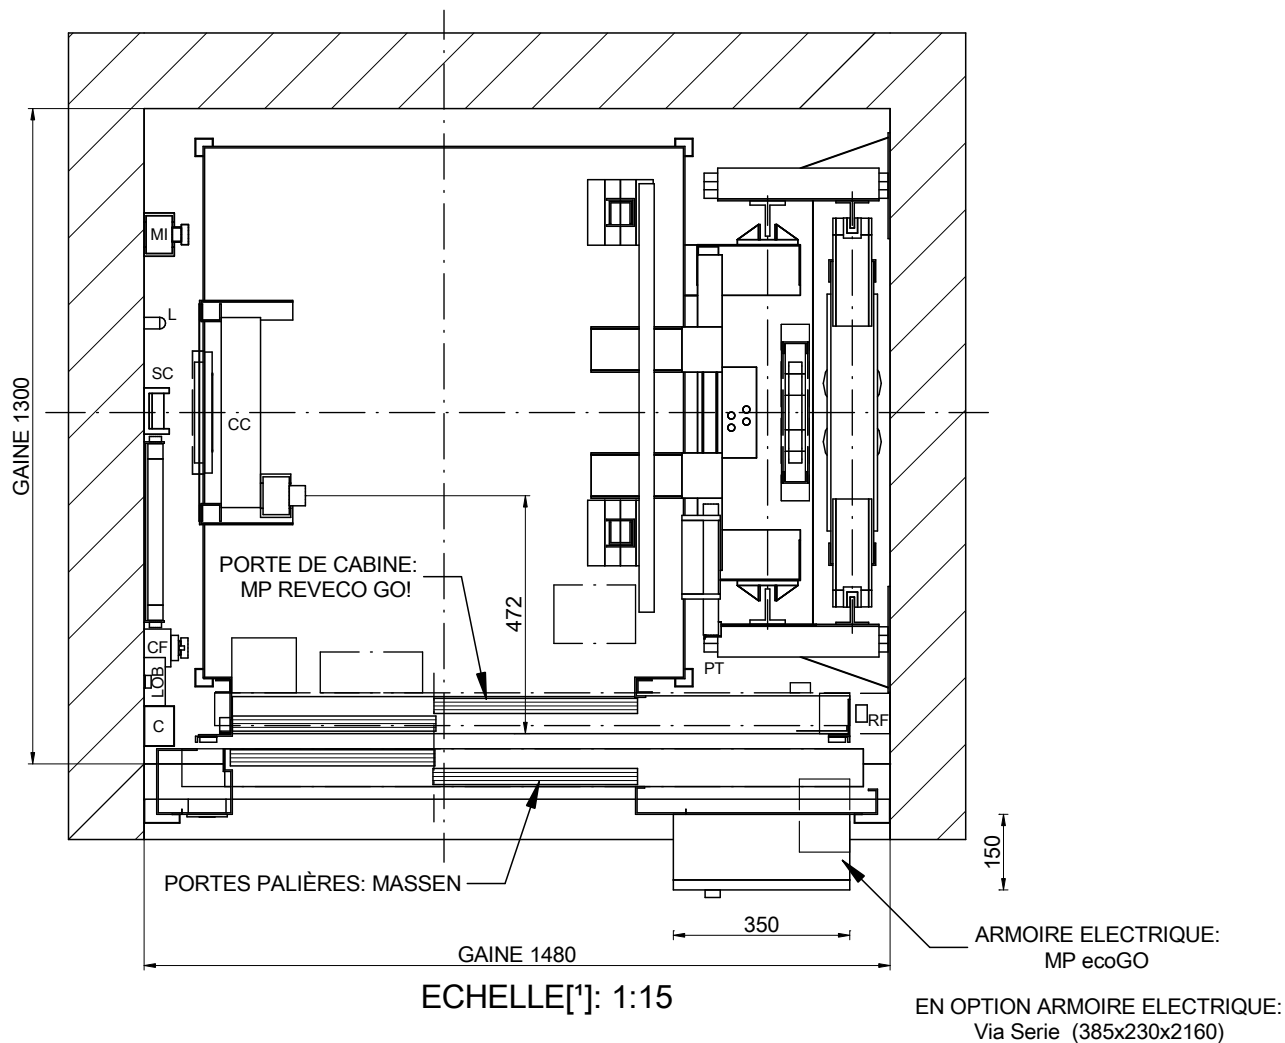 MI
L
SC
CC
GAINE 1300
PORTE DE CABINE:
MP REVECO GO!
472
CF
LOB
PT
C
RF
PORTES PALIÈRES: MASSEN
150
350
ARMOIRE ELECTRIQUE:
MP ecoGO
GAINE 1480
ECHELLE[¹]: 1:15
EN OPTION ARMOIRE ELECTRIQUE:
Via Serie (385x230x2160)